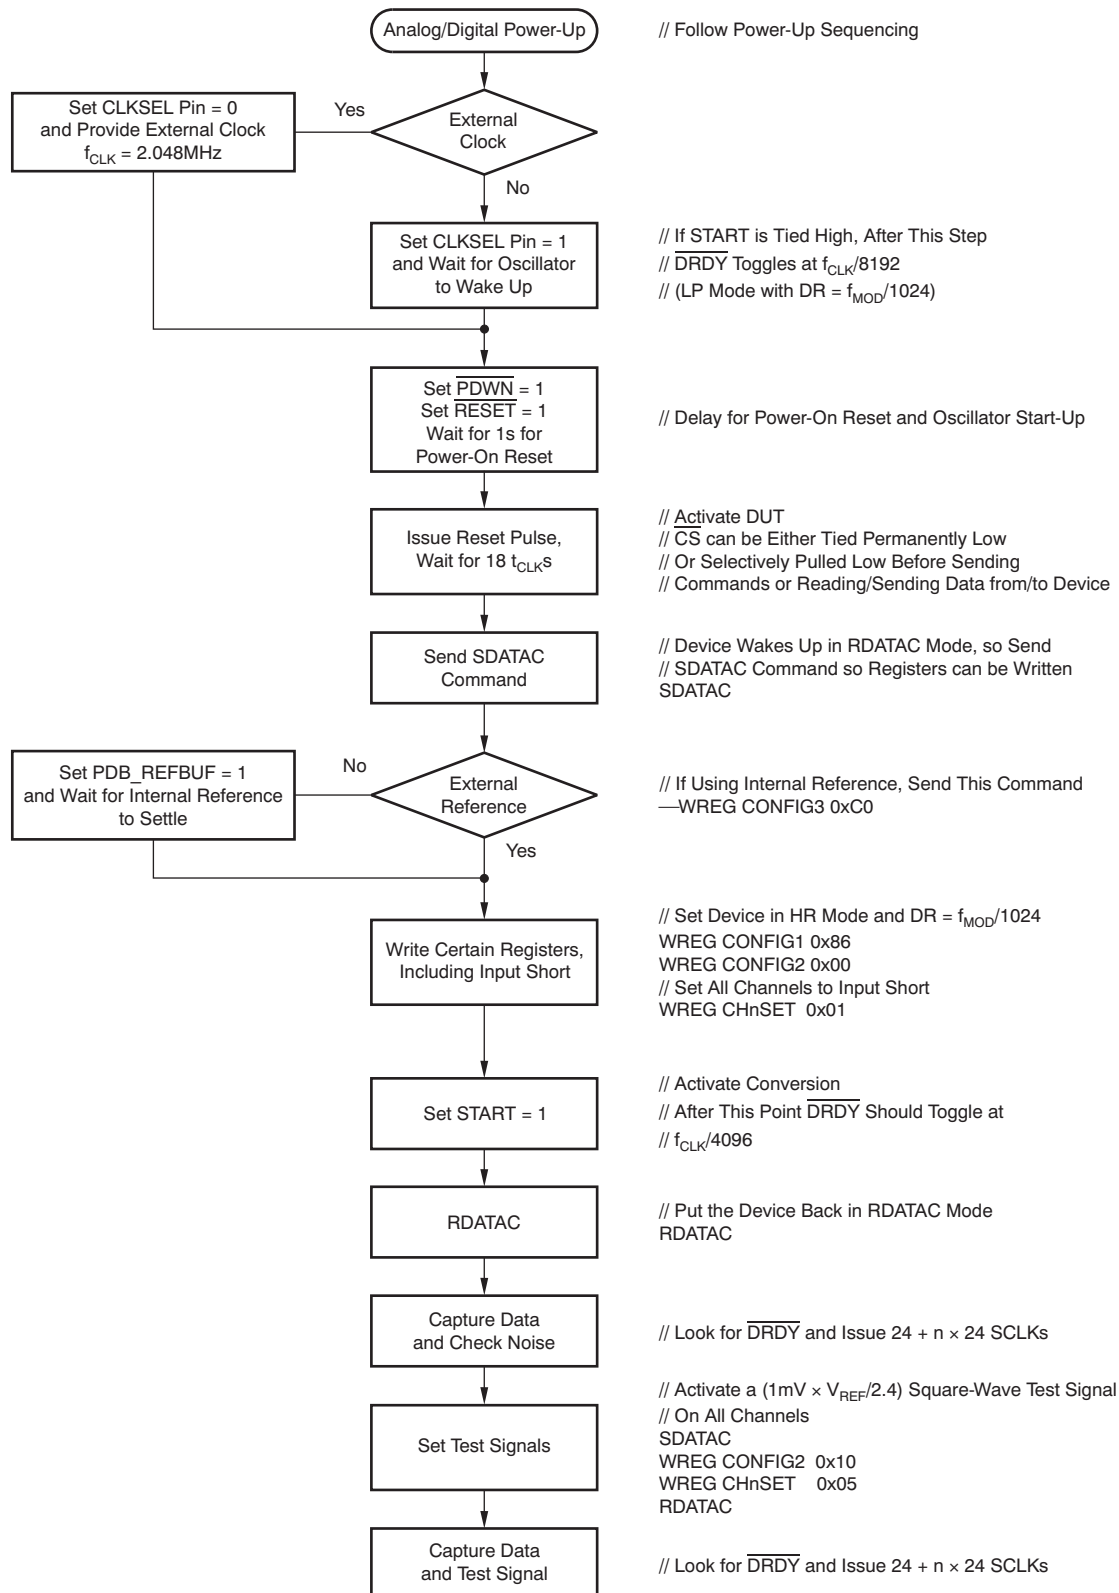 Analog/Digital Power-Up
// Follow Power-Up Sequencing
Set CLKSEL Pin = 0
and Provide External Clock
fCLK = 2.048MHz
Yes
External
Clock
No
Set CLKSEL Pin = 1
and Wait for Oscillator
to Wake Up
// If START is Tied High, After This Step
// DRDY Toggles at fCLK/8192
// (LP Mode with DR = fMOD/1024)
Set PDWN = 1
Set RESET = 1
Wait for 1s for
Power-On Reset
// Delay for Power-On Reset and Oscillator Start-Up
Issue Reset Pulse,
Wait for 18 tCLKs
// Activate DUT
// CS can be Either Tied Permanently Low
// Or Selectively Pulled Low Before Sending
// Commands or Reading/Sending Data from/to Device
Send SDATAC
Command
// Device Wakes Up in RDATAC Mode, so Send
// SDATAC Command so Registers can be Written
SDATAC
Set PDB_REFBUF = 1
and Wait for Internal Reference
to Settle
No
External
Reference
Yes
// If Using Internal Reference, Send This Command
—WREG CONFIG3 0xC0
Write Certain Registers,
Including Input Short
// Set Device in HR Mode and DR = fMOD/1024
WREG CONFIG1 0x86
WREG CONFIG2 0x00
// Set All Channels to Input Short
WREG CHnSET 0x01
Set START = 1
// Activate Conversion
// After This Point DRDY Should Toggle at
// fCLK/4096
RDATAC
// Put the Device Back in RDATAC Mode
RDATAC
Capture Data
and Check Noise
// Look for DRDY and Issue 24 + n × 24 SCLKs
Set Test Signals
// Activate a (1mV × VREF/2.4) Square-Wave Test Signal
// On All Channels
SDATAC
WREG CONFIG2 0x10
WREG CHnSET 0x05
RDATAC
Capture Data
and Test Signal
// Look for DRDY and Issue 24 + n × 24 SCLKs